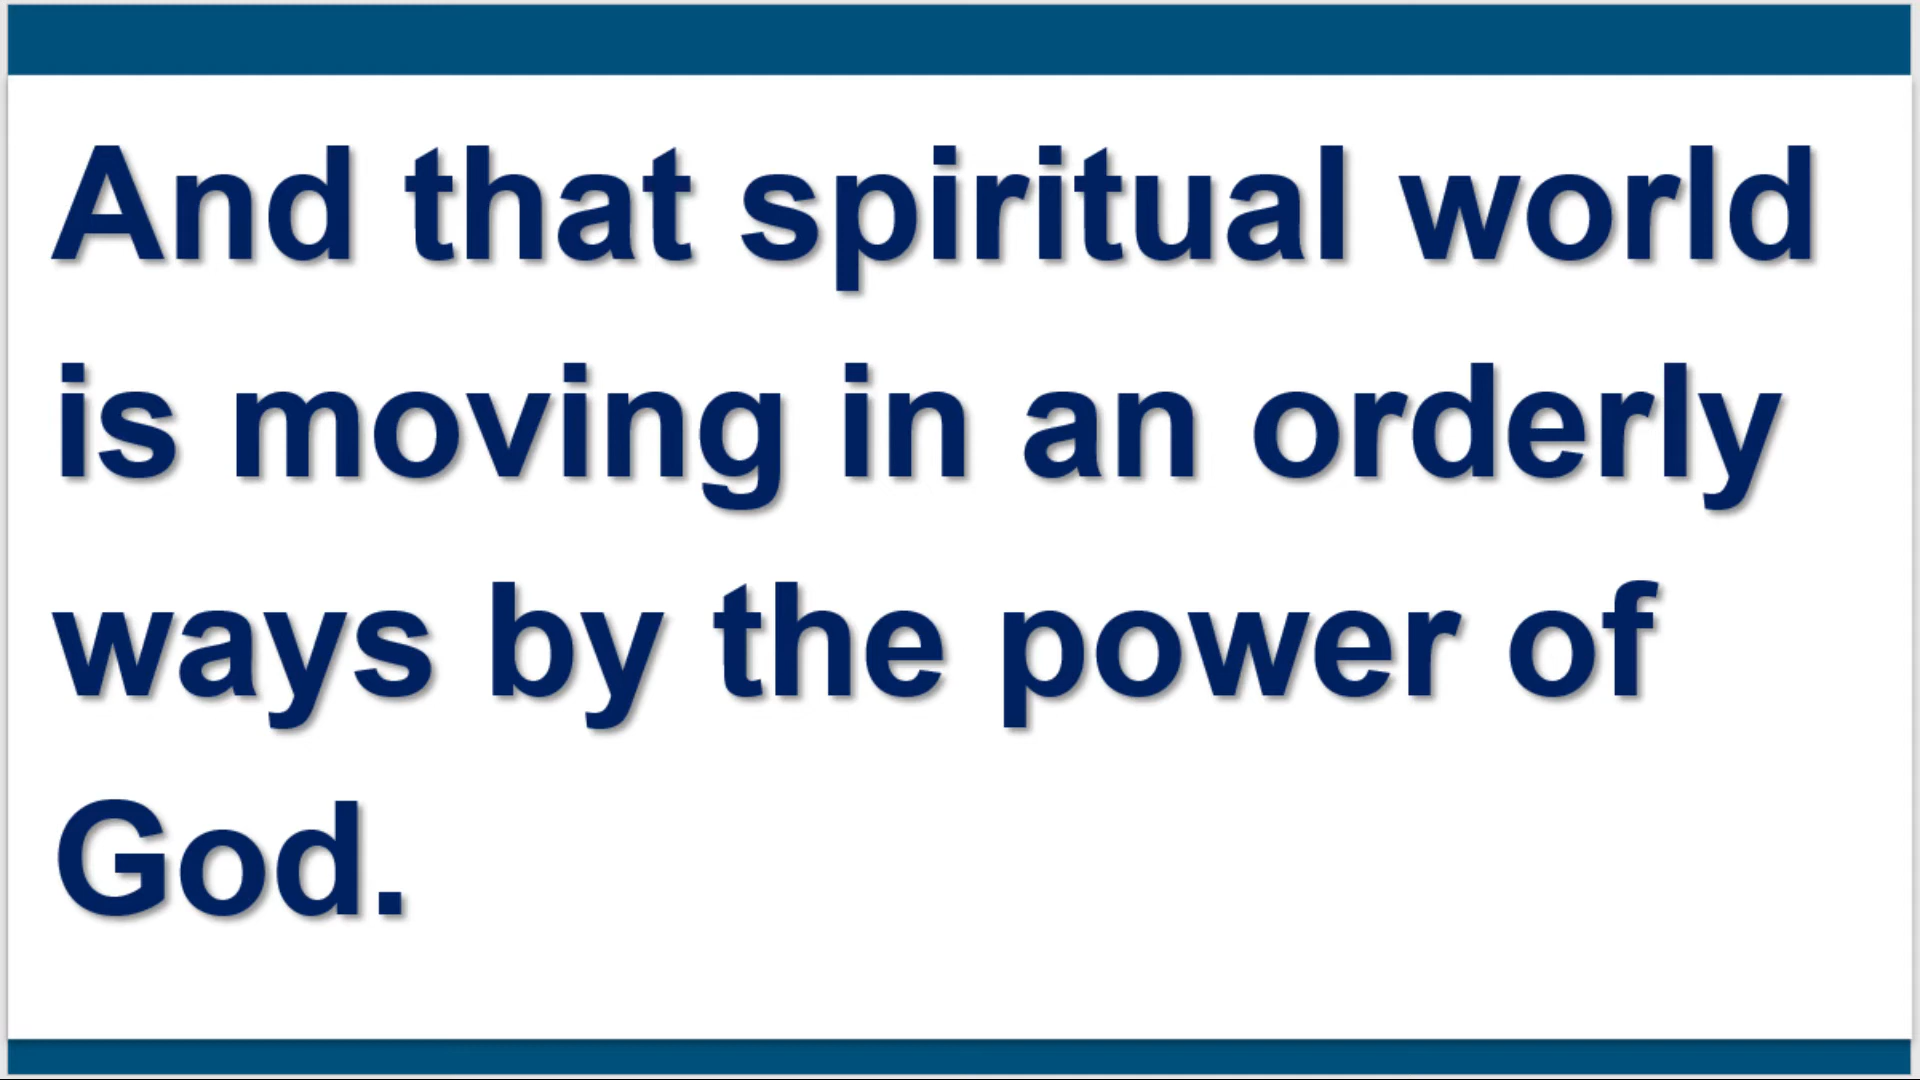 And that spiritual world
is moving in an orderly
ways by the power of
God.